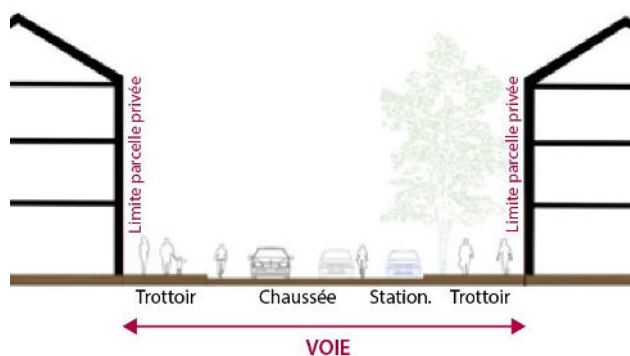 Limite parcelle privée
Limite parcelle privée
Trottoir Chaussée Station. Trottoir
VOIE